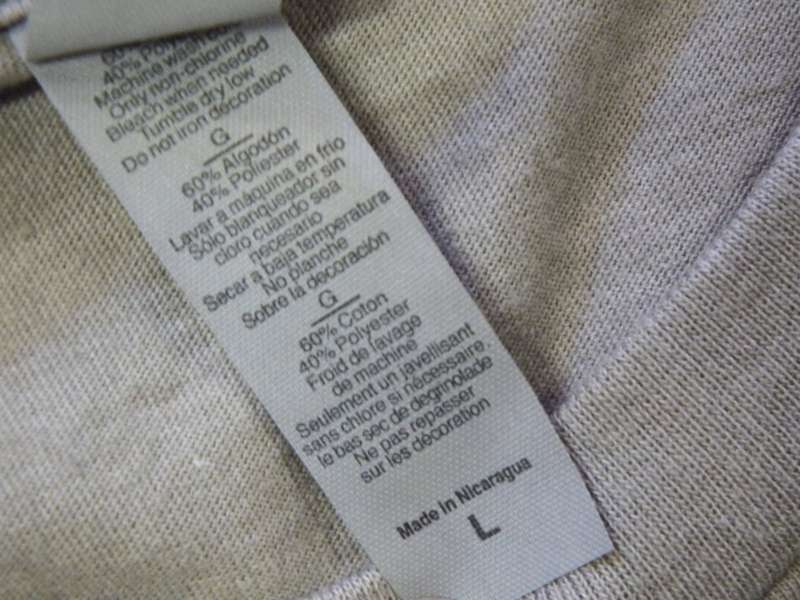 40% Polyester
Machine wash cold
Only non-chlorine
Bleach when needed
Tumble dry low
Do not iron decoration
G
60% Algodón
40% Poliester
Lavar a máquina en frio
Sólo blanqueador sin
cloro cuando sea
necesario
Secar a baja temperatura
No planche
Sobre la decoración
G
60% Coton
40% Polyester
Froid de lavage
de machine
Seulement un javellisant
sans chlore si nécessaire
le bas sec de degrinolade
Ne pas repasser
sur les décoration
Made in Nicaragua
L